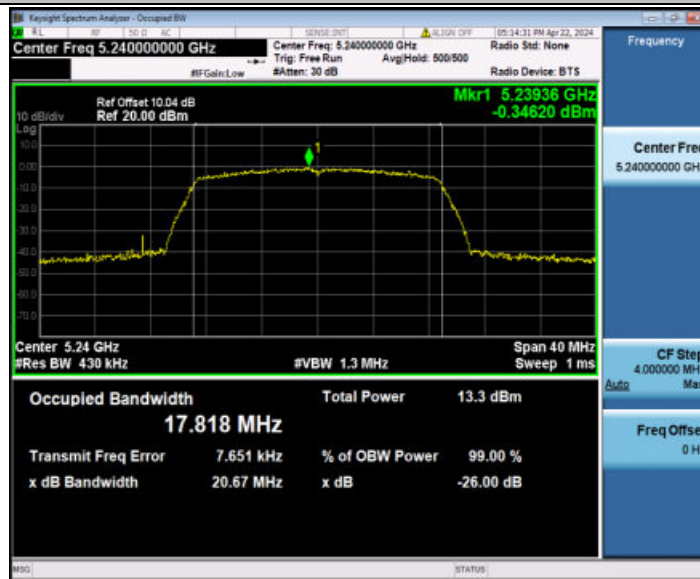 Keysight Spectrum Analyzer - Occupied BW
RL RF 50 Ω AC SENSE:INT ALIGN OFF 05:14:31 PM Apr 22, 2024
Center Freq 5.240000000 GHz
Center Freq: 5.240000000 GHz
Radio Std: None
Trig: Free Run Avg|Hold: 500/500
#IFGain:Low #Atten: 30 dB
Radio Device: BTS
Frequency
Ref Offset 10.04 dB
Mkr1 5.23936 GHz
10 dB/div Ref 20.00 dBm
-0.34620 dBm
Log
10.0
0.00
-10.0
-20.0
-30.0
-40.0
-50.0
-60.0
-70.0
1
Center 5.24 GHz Span 40 MHz
#Res BW 430 kHz #VBW 1.3 MHz Sweep 1 ms
Occupied Bandwidth Total Power 13.3 dBm
17.818 MHz
Transmit Freq Error 7.651 kHz % of OBW Power 99.00 %
x dB Bandwidth 20.67 MHz x dB -26.00 dB
Center Fre
5.240000000 GH
CF Step
4.000000 MH
Auto Ma
Freq Offse
0 H
MSG STATUS